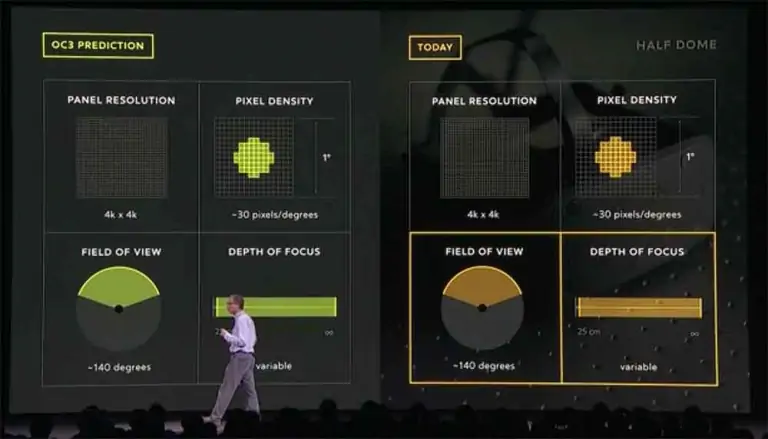 OC3 PREDICTION
PANEL RESOLUTION
4k x 4k
PIXEL DENSITY
1°
~30 pixels/degrees
FIELD OF VIEW
~140 degrees
DEPTH OF FOCUS
∞
variable
TODAY
HALF DOME
PANEL RESOLUTION
4k x 4k
PIXEL DENSITY
1°
~30 pixels/degrees
FIELD OF VIEW
~140 degrees
DEPTH OF FOCUS
25 cm
∞
variable